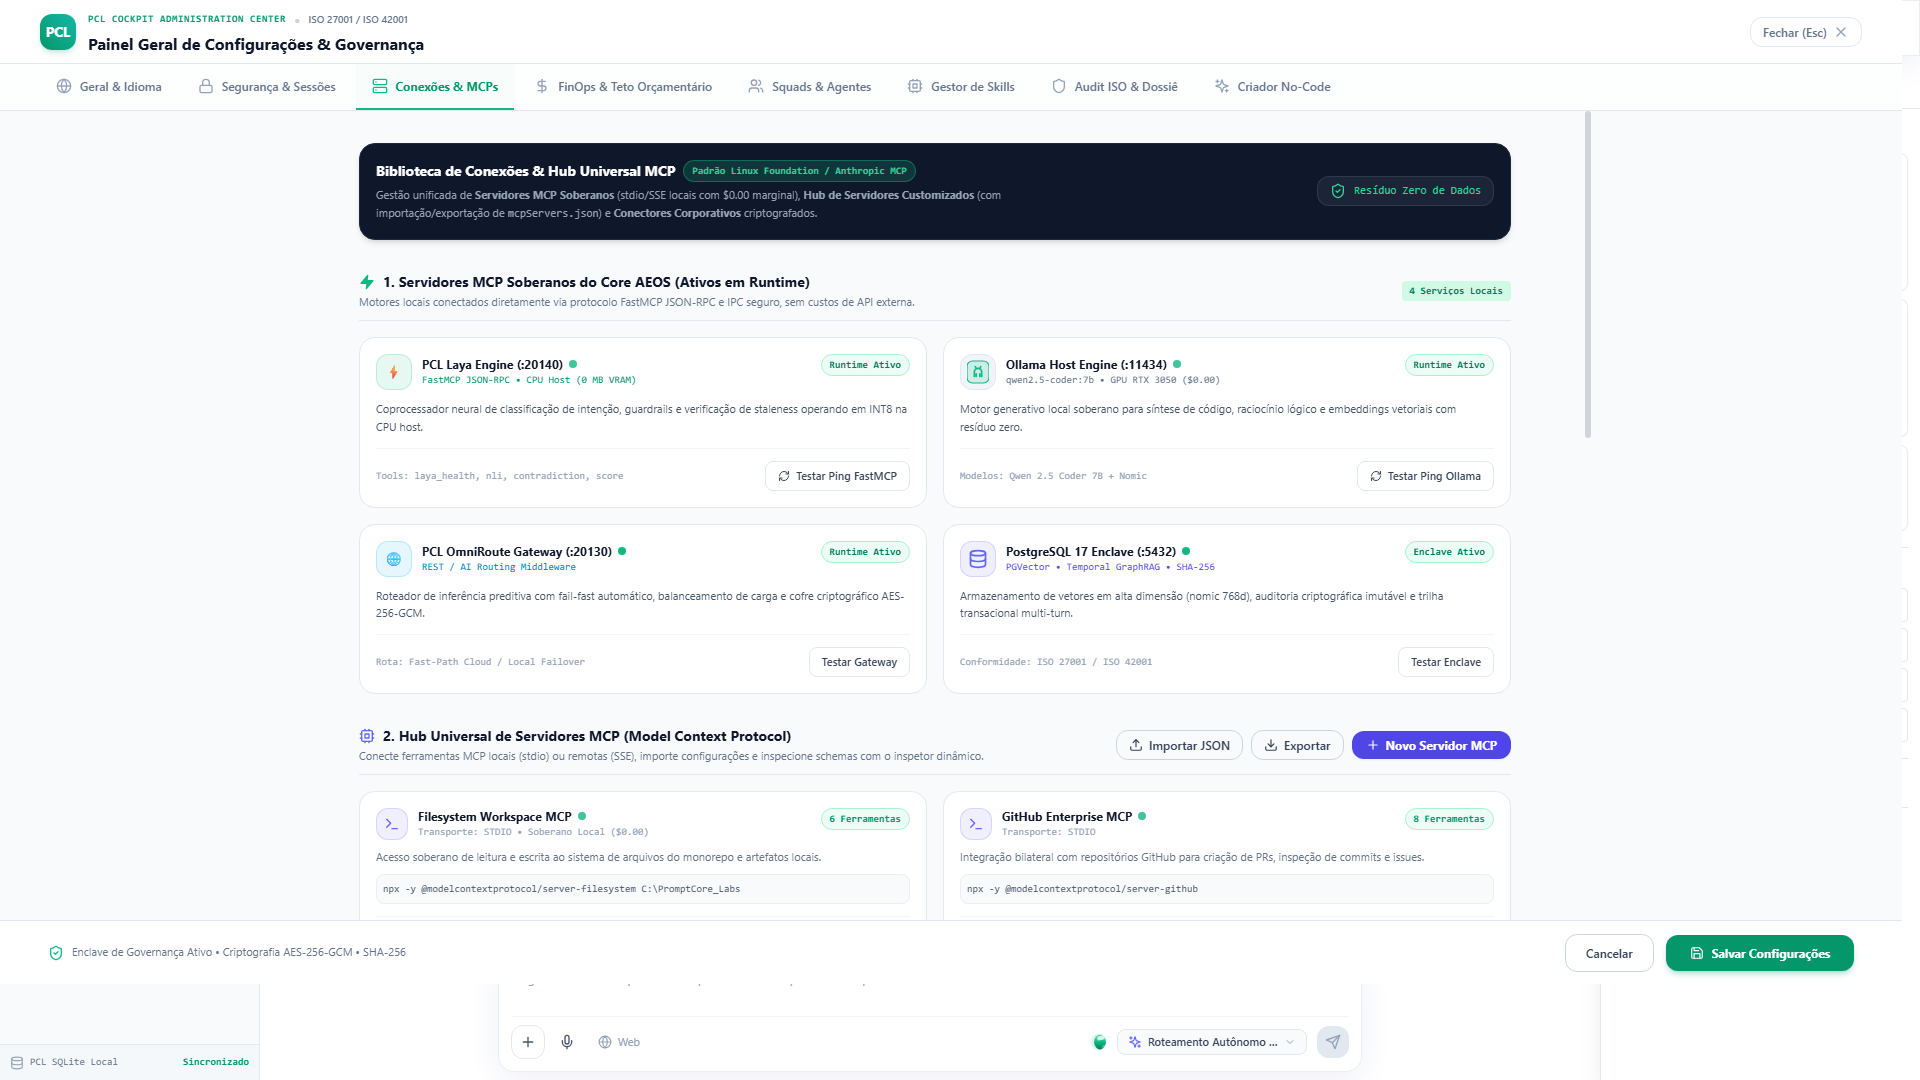 PCL
PCL COCKPIT ADMINISTRATION CENTER
ISO 27001 / ISO 42001
Painel Geral de Configurações & Governança
Fechar (Esc)
Geral & Idioma
Segurança & Sessões
Conexões & MCPs
FinOps & Teto Orçamentário
Squads & Agentes
Gestor de Skills
Audit ISO & Dossiê
Criador No-Code
Biblioteca de Conexões & Hub Universal MCP
Padrão Linux Foundation / Anthropic MCP
Gestão unificada de Servidores MCP Soberanos (stdio/SSE locais com $0.00 marginal), Hub de Servidores Customizados (com
importação/exportação de mcpServers.json) e Conectores Corporativos criptografados.
Resíduo Zero de Dados
1. Servidores MCP Soberanos do Core AEOS (Ativos em Runtime)
Motores locais conectados diretamente via protocolo FastMCP JSON-RPC e IPC seguro, sem custos de API externa.
4 Serviços Locais
PCL Laya Engine (:20140)
FastMCP JSON-RPC • CPU Host (0 MB VRAM)
Runtime Ativo
Coprocessador neural de classificação de intenção, guardrails e verificação de staleness operando em INT8 na
CPU host.
Tools: laya_health, nli, contradiction, score
Testar Ping FastMCP
Ollama Host Engine (:11434)
qwen2.5-coder:7b • GPU RTX 3050 ($0.00)
Runtime Ativo
Motor generativo local soberano para síntese de código, raciocínio lógico e embeddings vetoriais com
resíduo zero.
Modelos: Qwen 2.5 Coder 7B + Nomic
Testar Ping Ollama
PCL OmniRoute Gateway (:20130)
REST / AI Routing Middleware
Runtime Ativo
Roteador de inferência preditiva com fail-fast automático, balanceamento de carga e cofre criptográfico AES-
256-GCM.
Rota: Fast-Path Cloud / Local Failover
Testar Gateway
PostgreSQL 17 Enclave (:5432)
PGVector • Temporal GraphRAG • SHA-256
Enclave Ativo
Armazenamento de vetores em alta dimensão (nomic 768d), auditoria criptográfica imutável e trilha
transacional multi-turn.
Conformidade: ISO 27001 / ISO 42001
Testar Enclave
2. Hub Universal de Servidores MCP (Model Context Protocol)
Conecte ferramentas MCP locais (stdio) ou remotas (SSE), importe configurações e inspecione schemas com o inspetor dinâmico.
Importar JSON
Exportar
Novo Servidor MCP
Filesystem Workspace MCP
Transporte: STDIO • Soberano Local ($0.00)
6 Ferramentas
Acesso soberano de leitura e escrita ao sistema de arquivos do monorepo e artefatos locais.
npx -y @modelcontextprotocol/server-filesystem C:\PromptCore_Labs
GitHub Enterprise MCP
Transporte: STDIO
8 Ferramentas
Integração bilateral com repositórios GitHub para criação de PRs, inspeção de commits e issues.
npx -y @modelcontextprotocol/server-github
Enclave de Governança Ativo • Criptografia AES-256-GCM • SHA-256
Cancelar
Salvar Configurações
Web
Roteamento Autônomo ...
PCL SQLite Local
Sincronizado